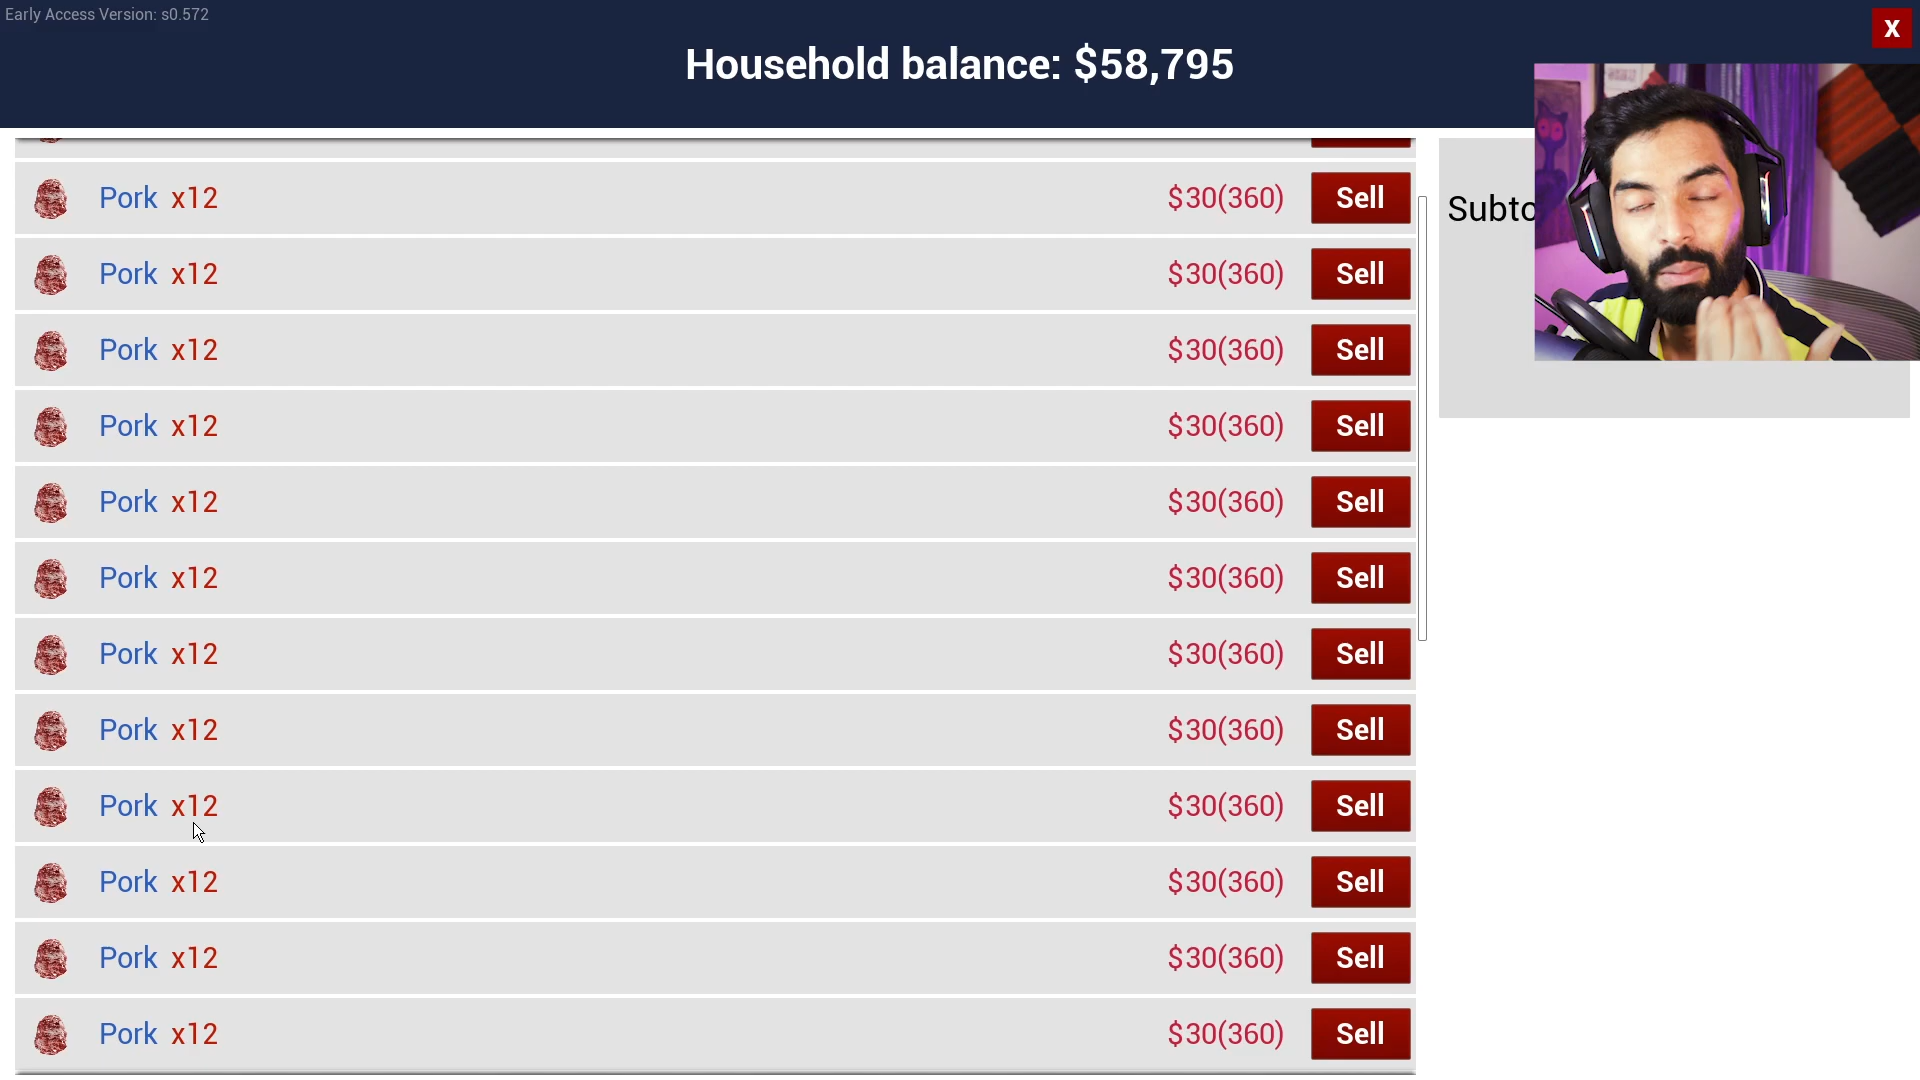 Early Access Version: s0.572
X
Household balance: $58,795
Pork x12 $30(360) Sell
Pork x12 $30(360) Sell
Pork x12 $30(360) Sell
Pork x12 $30(360) Sell
Pork x12 $30(360) Sell
Pork x12 $30(360) Sell
Pork x12 $30(360) Sell
Pork x12 $30(360) Sell
Pork x12 $30(360) Sell
Pork x12 $30(360) Sell
Pork x12 $30(360) Sell
Pork x12 $30(360) Sell